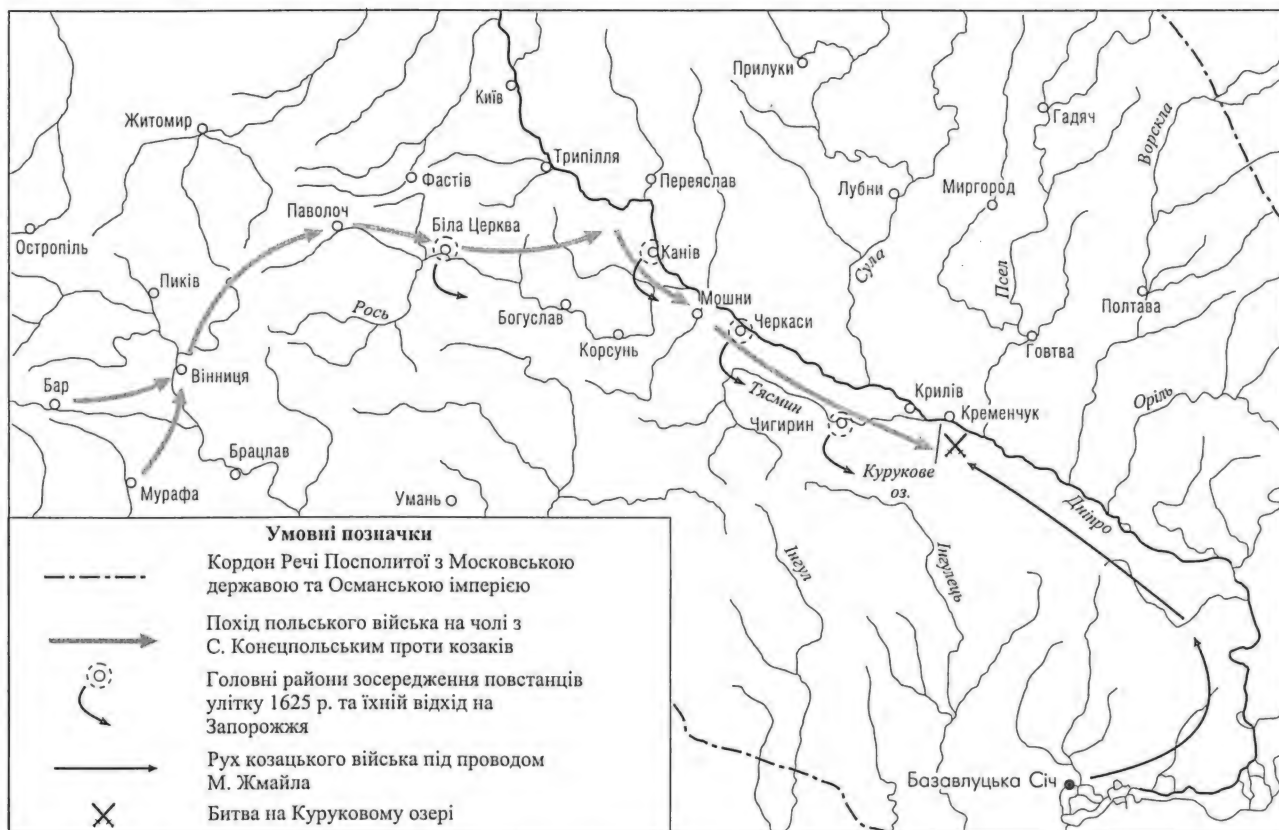 Прилуки
Київ
Гадяч
Ворскла
Житомир
Трипілля
Фастів
Переяслав
Лубни
Миргород
Паволоч
Біла Церква
Остропіль
Канів
Сула
Псел
Пиків
Мошни
Полтава
Рось
Богуслав
Черкаси
Корсунь
Говтва
Вінниця
Бар
Тясмин
Крилів
Кременчук
Оріль
Чигирин
Брацлав
Мурафа
Умань
Курукове
оз.
Дніпро
Інгул
Інгулець
Базавлуцька Січ
Умовні позначки
Кордон Речі Посполитої з Московською
державою та Османською імперією
Похід польського війська на чолі з
С. Конєцпольським проти козаків
Головні райони зосередження повстанців
улітку 1625 р. та їхній відхід на
Запорожжя
Рух козацького війська під проводом
М. Жмайла
Битва на Куруковому озері